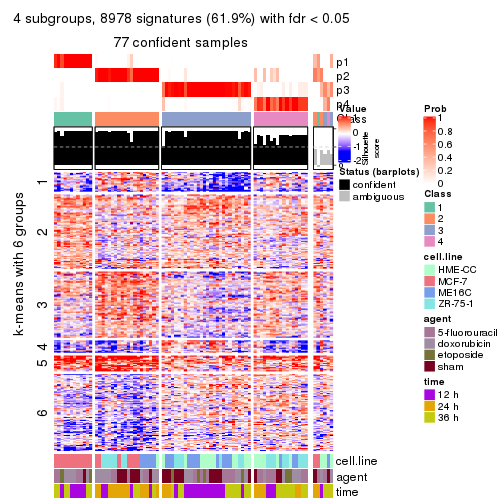 4 subgroups, 8978 signatures (61.9%) with fdr < 0.05
77 confident samples
p1
p2
p3
p4
Class
Silhouette
score
k-means with 6 groups
1
2
3
4
5
6
cell.line
agent
time
Value
1
0
-1
-2
Status (barplots)
confident
ambiguous
Prob
1
0.8
0.6
0.4
0.2
0
Class
1
2
3
4
cell.line
HME-CC
MCF-7
ME16C
ZR-75-1
agent
5-fluorouracil
doxorubicin
etoposide
sham
time
12 h
24 h
36 h